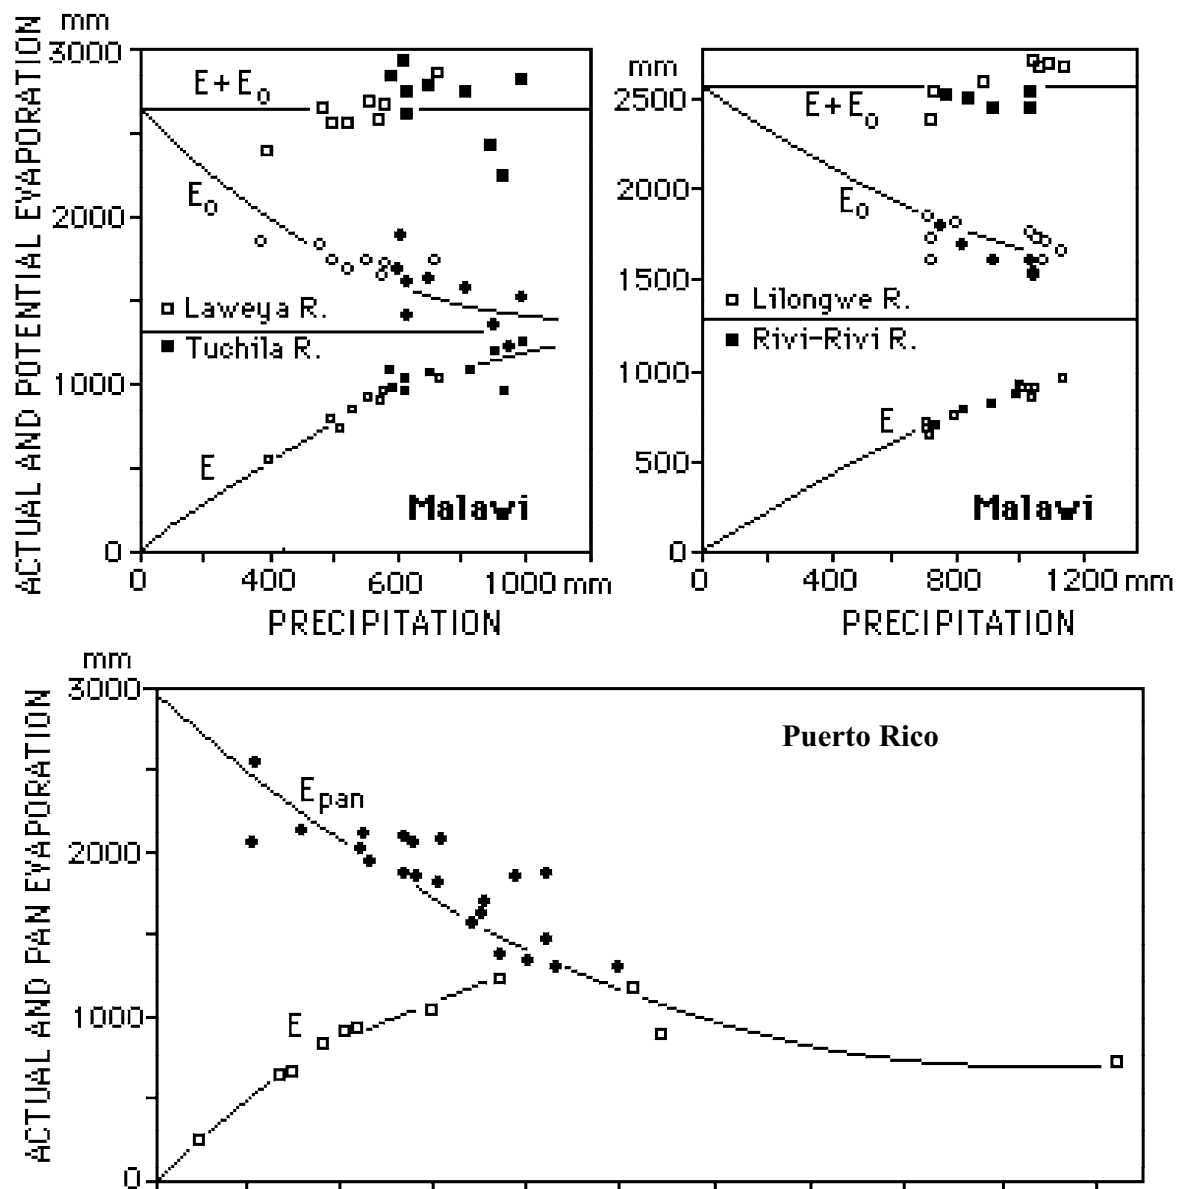 ACTUAL AND POTENTIAL EVAPORATION
mm
3000
2000
1000
0
E + E₀
E₀
Laweya R.
Tuchila R.
E
Malawi
0 400 600 1000 mm
PRECIPITATION
mm
2500
2000
1500
1000
500
0
E + E₀
E₀
Lilongwe R.
Rivi-Rivi R.
E
Malawi
0 400 800 1200 mm
PRECIPITATION
ACTUAL AND PAN EVAPORATION
mm
3000
2000
1000
0
Puerto Rico
E pan
E